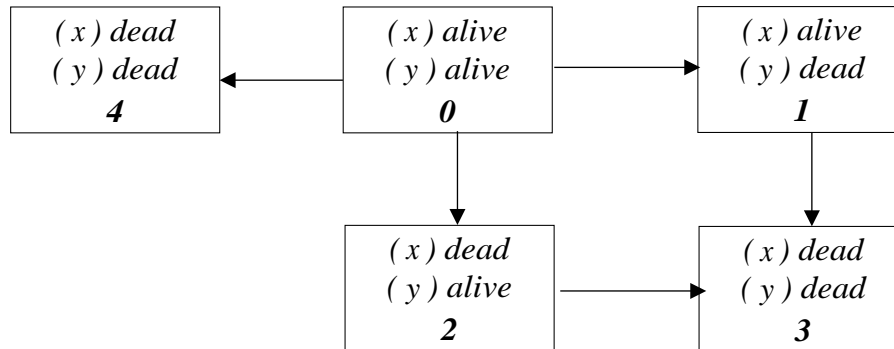 ( x ) dead
( y ) dead
4
( x ) alive
( y ) alive
0
( x ) alive
( y ) dead
1
( x ) dead
( y ) alive
2
( x ) dead
( y ) dead
3